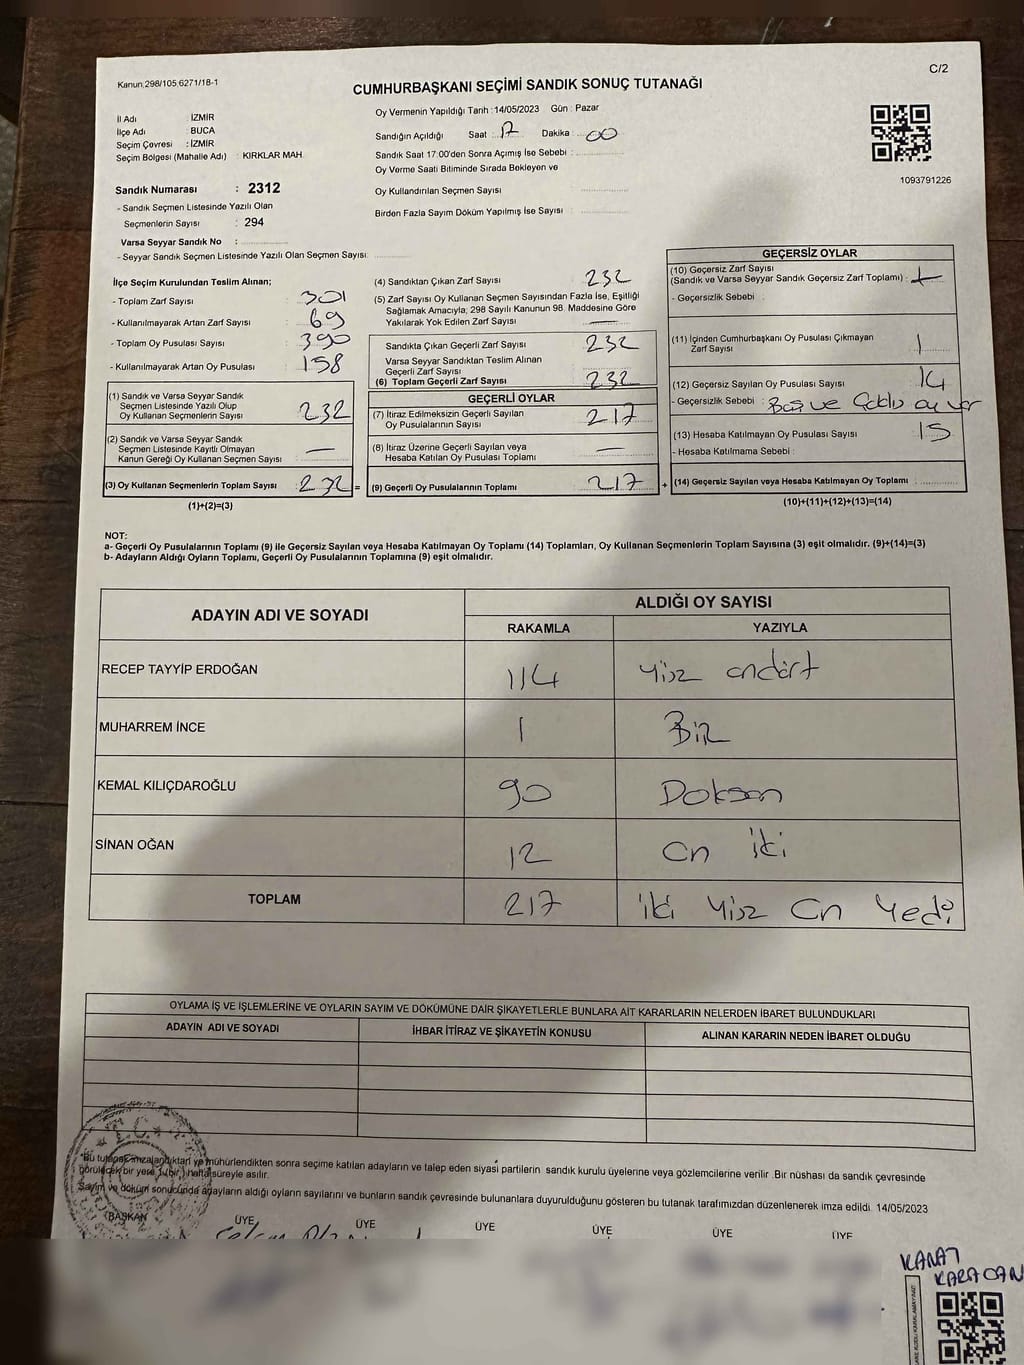 Kanun 298/105.6271/18-1
C/2
CUMHURBAŞKANI SEÇİMİ SANDIK SONUÇ TUTANAĞI
İl Adı : İZMİR
İlçe Adı : BUCA
Seçim Çevresi : İZMİR
Seçim Bölgesi (Mahalle Adı) : KIRKLAR MAH.
Sandık Numarası : 2312
- Sandık Seçmen Listesinde Yazılı Olan
Seçmenlerin Sayısı : 294
Varsa Seyyar Sandık No :
- Seyyar Sandık Seçmen Listesinde Yazılı Olan Seçmen Sayısı:
Oy Vermenin Yapıldığı Tarih :14/05/2023 Gün : Pazar
Sandığın Açıldığı Saat : 17 Dakika : 00
Sandık Saat 17:00'den Sonra Açımış İse Sebebi :
Oy Verme Saati Bitiminde Sırada Bekleyen ve
Oy Kullandırılan Seçmen Sayısı
Birden Fazla Sayım Döküm Yapılmış İse Sayısı :
1093791226
İlçe Seçim Kurulundan Teslim Alınan;
- Toplam Zarf Sayısı : 301
- Kullanılmayarak Artan Zarf Sayısı : 69
- Toplam Oy Pusulası Sayısı : 390
- Kullanılmayarak Artan Oy Pusulası : 158
(1) Sandık ve Varsa Seyyar Sandık
Seçmen Listesinde Yazılı Olup
Oy Kullanan Seçmenlerin Sayısı : 232
(2) Sandık ve Varsa Seyyar Sandık
Seçmen Listesinde Kayıtlı Olmayan
Kanun Gereği Oy Kullanan Seçmen Sayısı : —
(3) Oy Kullanan Seçmenlerin Toplam Sayısı : 232 =
(1)+(2)=(3)
(4) Sandıktan Çıkan Zarf Sayısı : 232
(5) Zarf Sayısı Oy Kullanan Seçmen Sayısından Fazla İse, Eşitliği
Sağlamak Amacıyla, 298 Sayılı Kanunun 98. Maddesine Göre
Yakılarak Yok Edilen Zarf Sayısı : —
Sandıkta Çıkan Geçerli Zarf Sayısı : 232
Varsa Seyyar Sandıktan Teslim Alınan
Geçerli Zarf Sayısı :
(6) Toplam Geçerli Zarf Sayısı : 232
GEÇERLİ OYLAR
(7) İtiraz Edilmeksizin Geçerli Sayılan
Oy Pusulalarının Sayısı : 217
(8) İtiraz Üzerine Geçerli Sayılan veya
Hesaba Katılan Oy Pusulası Toplamı : —
(9) Geçerli Oy Pusulalarının Toplamı : 217 +
GEÇERSİZ OYLAR
(10) Geçersiz Zarf Sayısı
(Sandık ve Varsa Seyyar Sandık Geçersiz Zarf Toplamı) :
- Geçersizlik Sebebi :
(11) İçinden Cumhurbaşkanı Oy Pusulası Çıkmayan
Zarf Sayısı : 1
(12) Geçersiz Sayılan Oy Pusulası Sayısı : 14
- Geçersizlik Sebebi : Boş ve Çoklu oy var
(13) Hesaba Katılmayan Oy Pusulası Sayısı : 15
- Hesaba Katılmama Sebebi :
(14) Geçersiz Sayılan veya Hesaba Katılmayan Oy Toplamı :
(10)+(11)+(12)+(13)=(14)
NOT:
a- Geçerli Oy Pusulalarının Toplamı (9) ile Geçersiz Sayılan veya Hesaba Katılmayan Oy Toplamı (14) Toplamları, Oy Kullanan Seçmenlerin Toplam Sayısına (3) eşit olmalıdır. (9)+(14)=(3)
b- Adayların Aldığı Oyların Toplamı, Geçerli Oy Pusulalarının Toplamına (9) eşit olmalıdır.
ADAYIN ADI VE SOYADI ALDIĞI OY SAYISI
RAKAMLA YAZIYLA
RECEP TAYYİP ERDOĞAN 114 Yüz ondört
MUHARREM İNCE 1 Bir
KEMAL KILIÇDAROĞLU 90 Doksan
SİNAN OĞAN 12 On iki
TOPLAM 217 iki Yüz On Yedi
OYLAMA İŞ VE İŞLEMLERİNE VE OYLARIN SAYIM VE DÖKÜMÜNE DAİR ŞİKAYETLERLE BUNLARA AİT KARARLARIN NELERDEN İBARET BULUNDUKLARI
ADAYIN ADI VE SOYADI İHBAR İTİRAZ VE ŞİKAYETİN KONUSU ALINAN KARARIN NEDEN İBARET OLDUĞU
T.C.
Bu tutanak imzalandıktan ve mühürlendikten sonra seçime katılan adayların ve talep eden siyasi partilerin sandık kurulu üyelerine veya gözlemcilerine verilir. Bir nüshası da sandık çevresinde
görülecek bir yere 1 (bir) hafta süreyle asılır.
Sayım ve döküm sonucunda adayların aldığı oyların sayılarını ve bunların sandık çevresinde bulunanlara duyurulduğunu gösteren bu tutanak tarafımızdan düzenlenerek imza edildi. 14/05/2023
BAŞKAN ÜYE ÜYE ÜYE ÜYE ÜYE ÜYE
KANAT
KARACAN